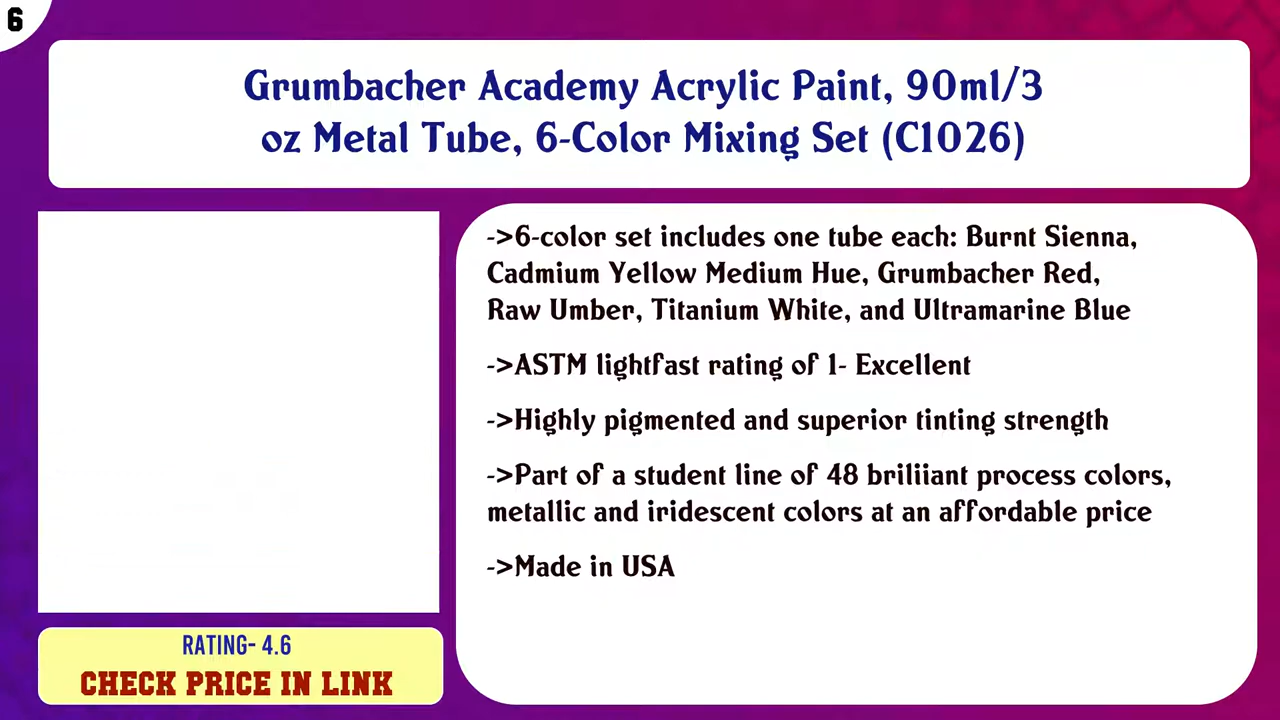 6
Grumbacher Academy Acrylic Paint, 90ml/3
oz Metal Tube, 6-Color Mixing Set (C1026)
->6-color set includes one tube each: Burnt Sienna,
Cadmium Yellow Medium Hue, Grumbacher Red,
Raw Umber, Titanium White, and Ultramarine Blue
->ASTM lightfast rating of 1- Excellent
->Highly pigmented and superior tinting strength
->Part of a student line of 48 briliiant process colors,
metallic and iridescent colors at an affordable price
->Made in USA
RATING- 4.6
CHECK PRICE IN LINK